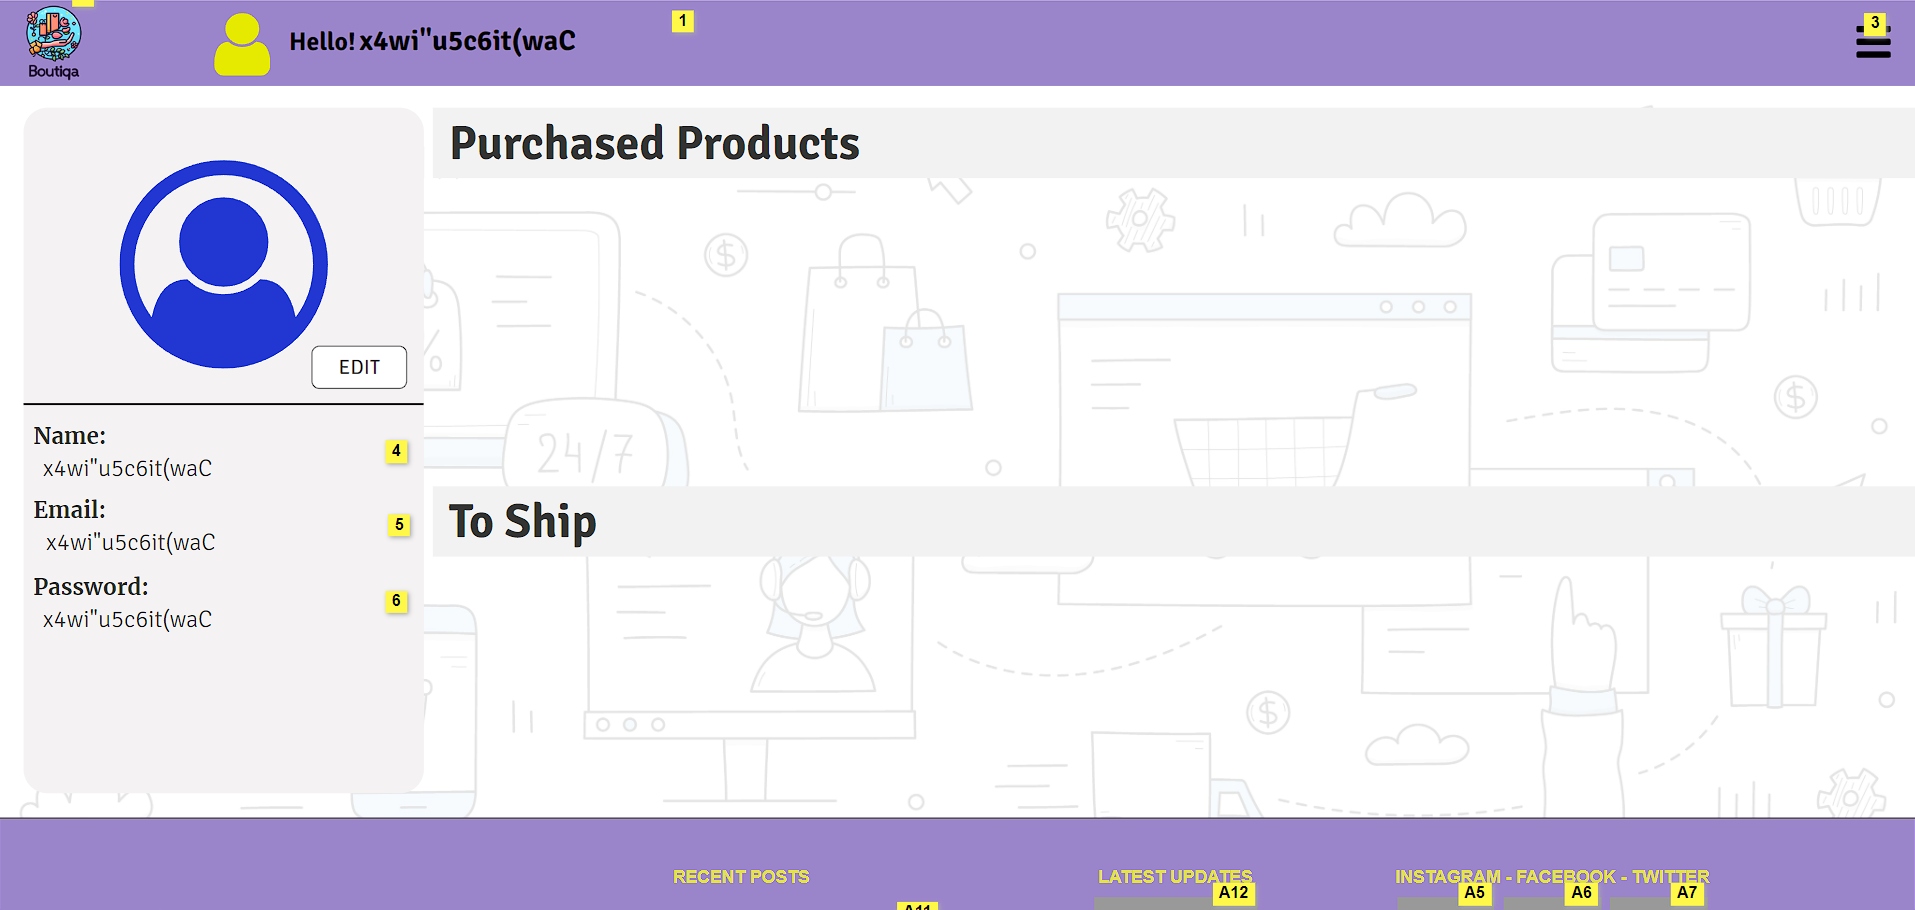 1
3
Boutiqa
Hello! x4wi"u5c6it(waC
Purchased Products
EDIT
Name:
4
x4wi"u5c6it(waC
24/7
To Ship
Email:
5
x4wi"u5c6it(waC
Password:
6
x4wi"u5c6it(waC
RECENT POSTS
LATEST UPDATES
INSTAGRAM - FACEBOOK - TWITTER
A12
A5
A6
A7
A11